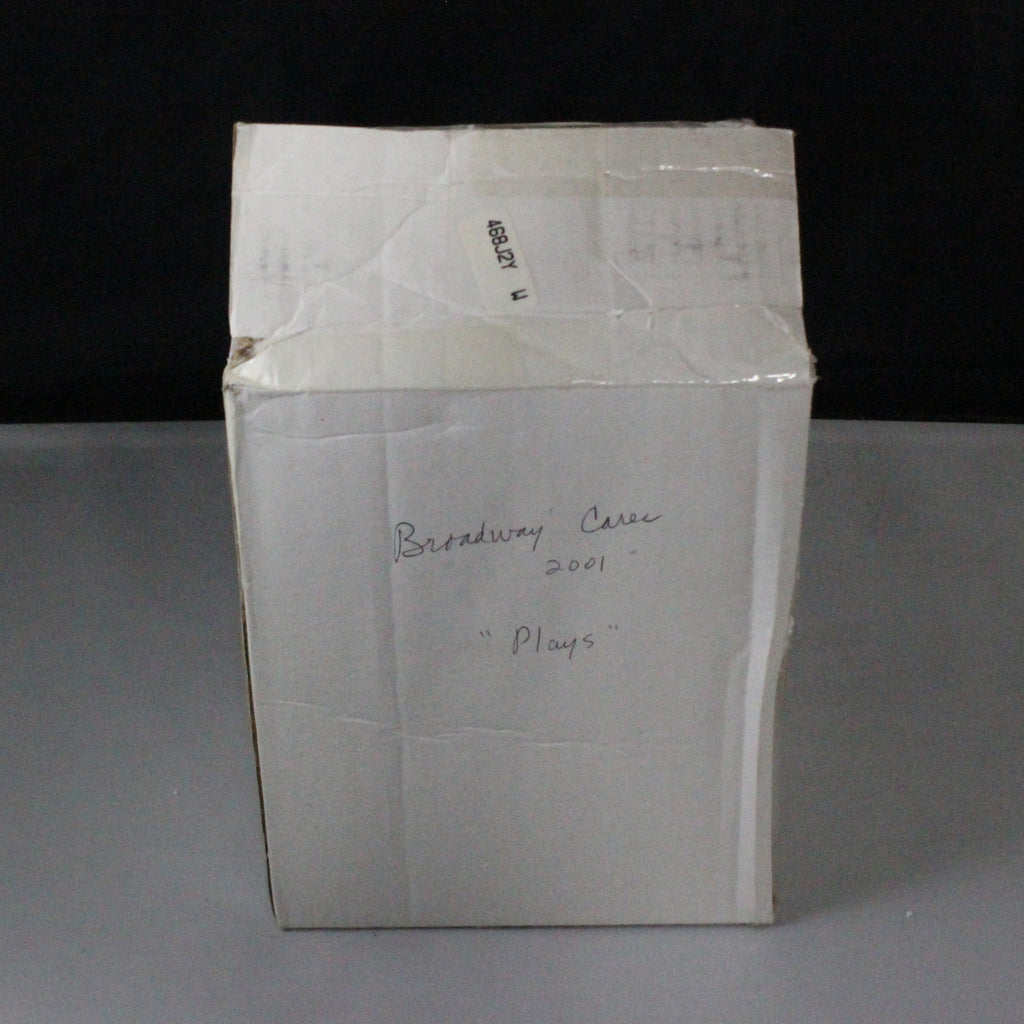 468J2Y W
Broadway Cares
2001
"Plays"